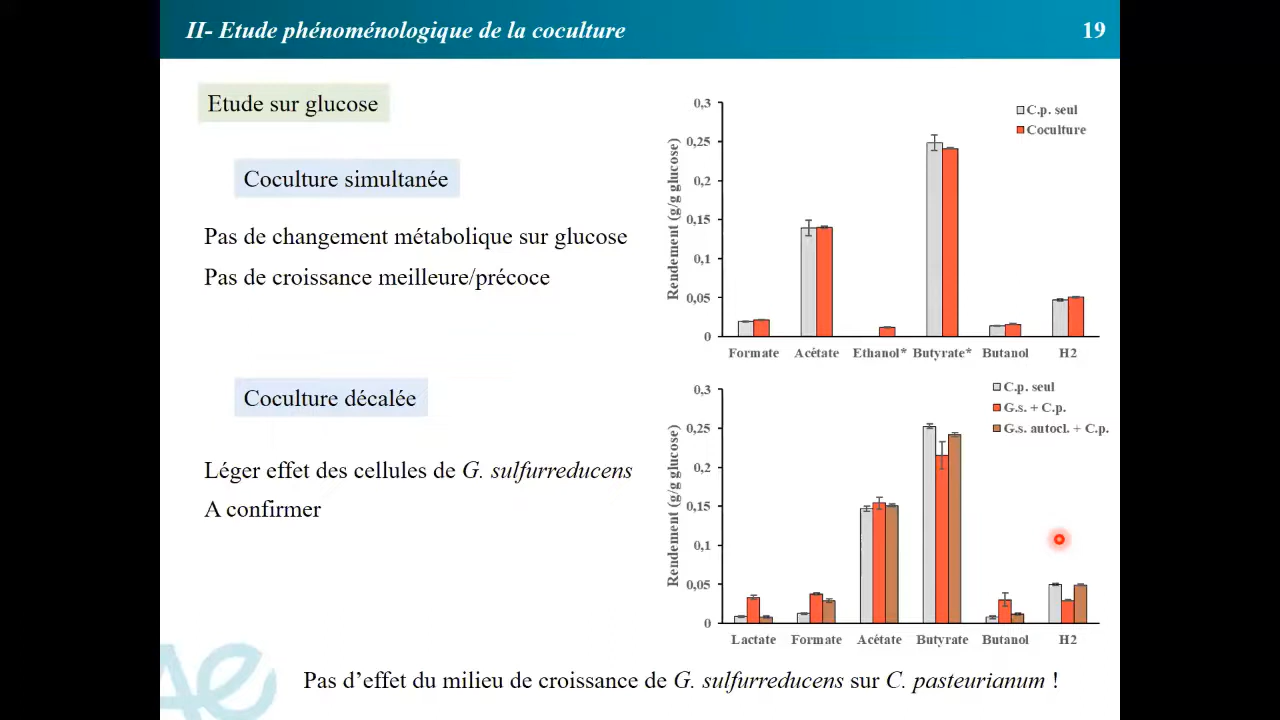 II- Etude phénoménologique de la coculture
19
Etude sur glucose
Coculture simultanée
Pas de changement métabolique sur glucose
Pas de croissance meilleure/précoce
Coculture décalée
Léger effet des cellules de G. sulfurreducens
A confirmer
Rendement (g/g glucose)
0,3
0,25
0,2
0,15
0,1
0,05
0
C.p. seul
Coculture
Formate Acétate Ethanol* Butyrate* Butanol H2
Rendement (g/g glucose)
0,3
0,25
0,2
0,15
0,1
0,05
0
C.p. seul
G.s. + C.p.
G.s. autocl. + C.p.
Lactate Formate Acétate Butyrate Butanol H2
Pas d’effet du milieu de croissance de G. sulfurreducens sur C. pasteurianum !